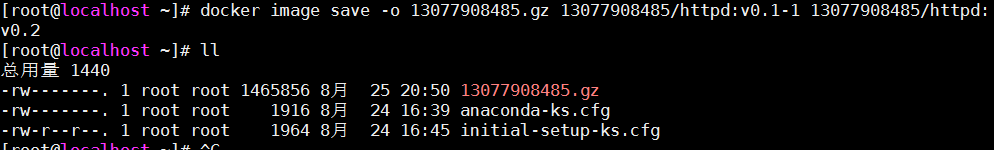 [root@localhost ~]# docker image save -o 13077908485.gz 13077908485/httpd:v0.1-1 13077908485/httpd:
v0.2
[root@localhost ~]# ll
总用量 1440
-rw-------. 1 root root 1465856 8月  25 20:50 13077908485.gz
-rw-------. 1 root root    1916 8月  24 16:39 anaconda-ks.cfg
-rw-r--r--. 1 root root    1964 8月  24 16:45 initial-setup-ks.cfg
[root@localhost ~]# ^C